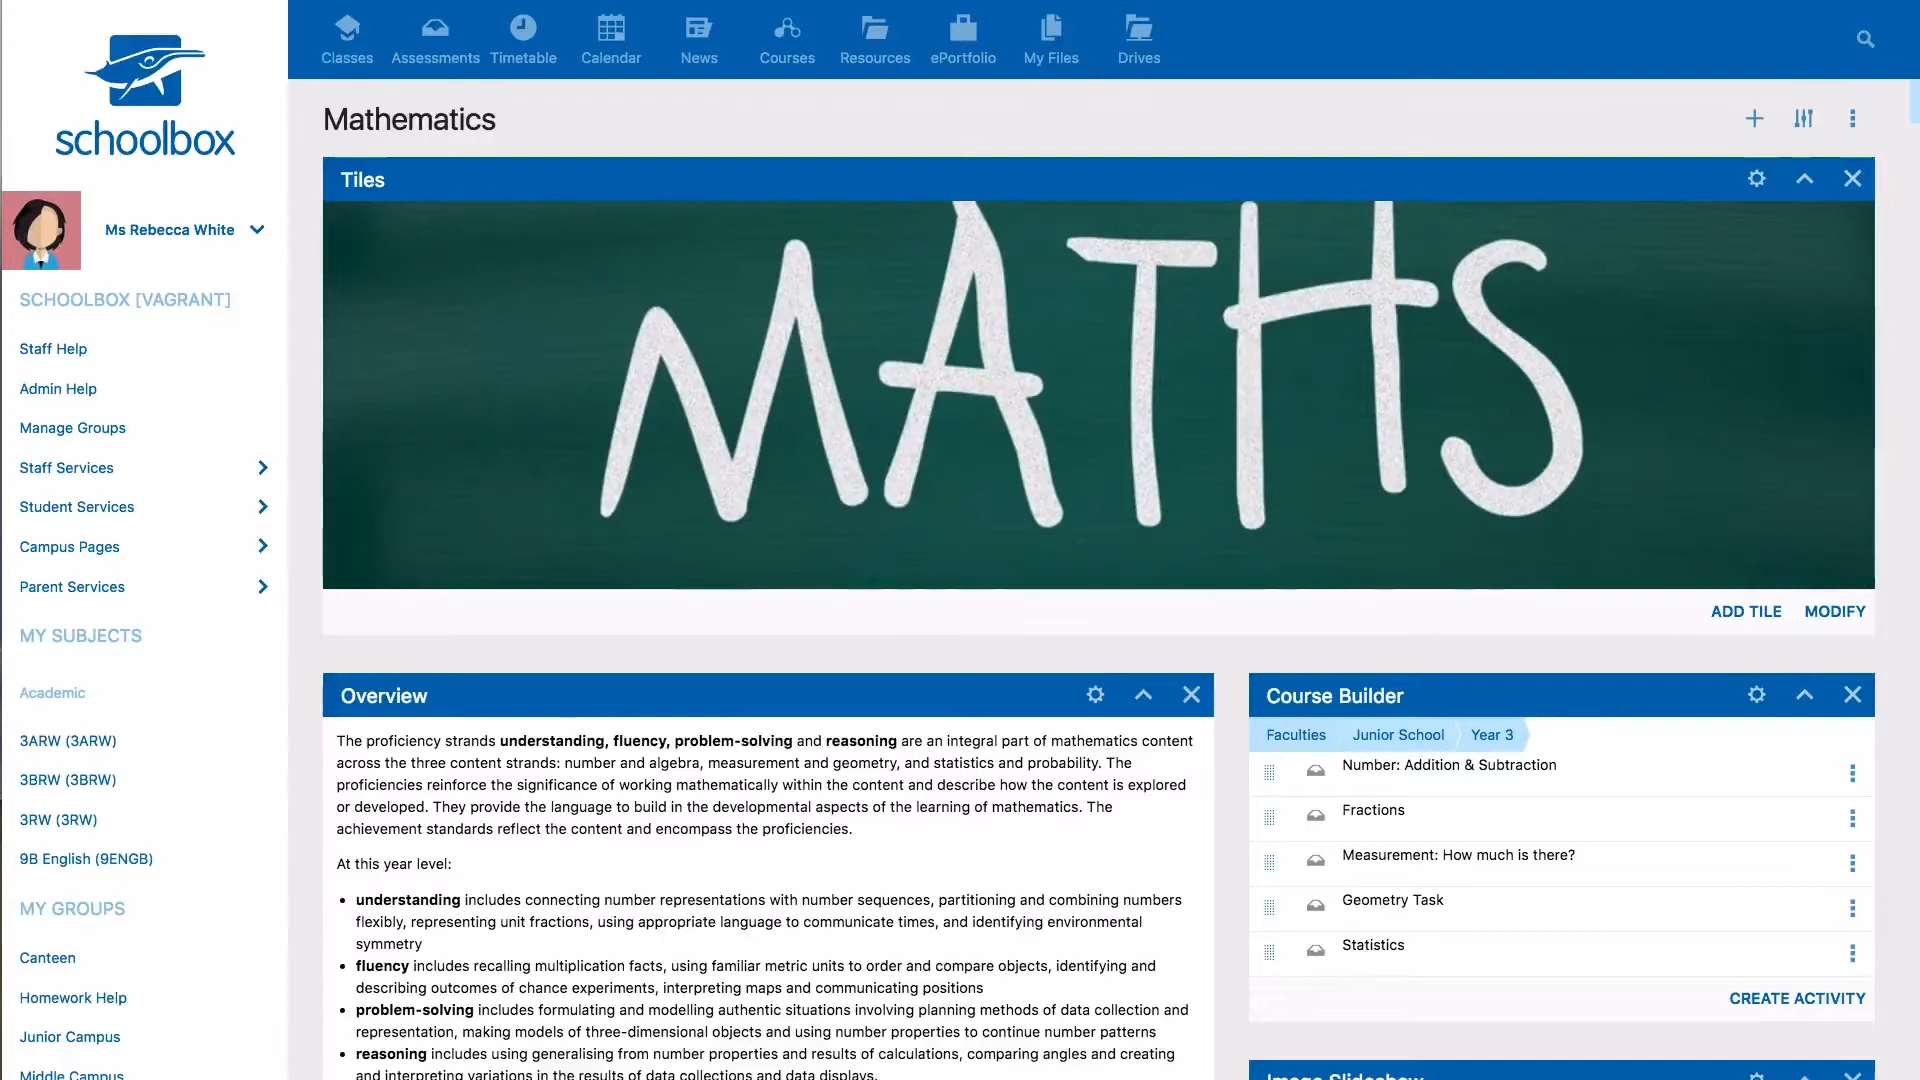 schoolbox
Classes
Assessments
Timetable
Calendar
News
Courses
Resources
ePortfolio
My Files
Drives
Ms Rebecca White
SCHOOLBOX [VAGRANT]
Staff Help
Admin Help
Manage Groups
Staff Services
Student Services
Campus Pages
Parent Services
MY SUBJECTS
Academic
3ARW (3ARW)
3BRW (3BRW)
3RW (3RW)
9B English (9ENGB)
MY GROUPS
Canteen
Homework Help
Junior Campus
Middle Campus
Mathematics
Tiles
MATHS
ADD TILE
MODIFY
Overview
The proficiency strands understanding, fluency, problem-solving and reasoning are an integral part of mathematics content
across the three content strands: number and algebra, measurement and geometry, and statistics and probability. The
proficiencies reinforce the significance of working mathematically within the content and describe how the content is explored
or developed. They provide the language to build in the developmental aspects of the learning of mathematics. The
achievement standards reflect the content and encompass the proficiencies.
At this year level:
• understanding includes connecting number representations with number sequences, partitioning and combining numbers
flexibly, representing unit fractions, using appropriate language to communicate times, and identifying environmental
symmetry
• fluency includes recalling multiplication facts, using familiar metric units to order and compare objects, identifying and
describing outcomes of chance experiments, interpreting maps and communicating positions
• problem-solving includes formulating and modelling authentic situations involving planning methods of data collection and
representation, making models of three-dimensional objects and using number properties to continue number patterns
• reasoning includes using generalising from number properties and results of calculations, comparing angles and creating
and interpreting variations in the results of data collections and data displays.
Course Builder
Faculties
Junior School
Year 3
Number: Addition & Subtraction
Fractions
Measurement: How much is there?
Geometry Task
Statistics
CREATE ACTIVITY
Image Slideshow